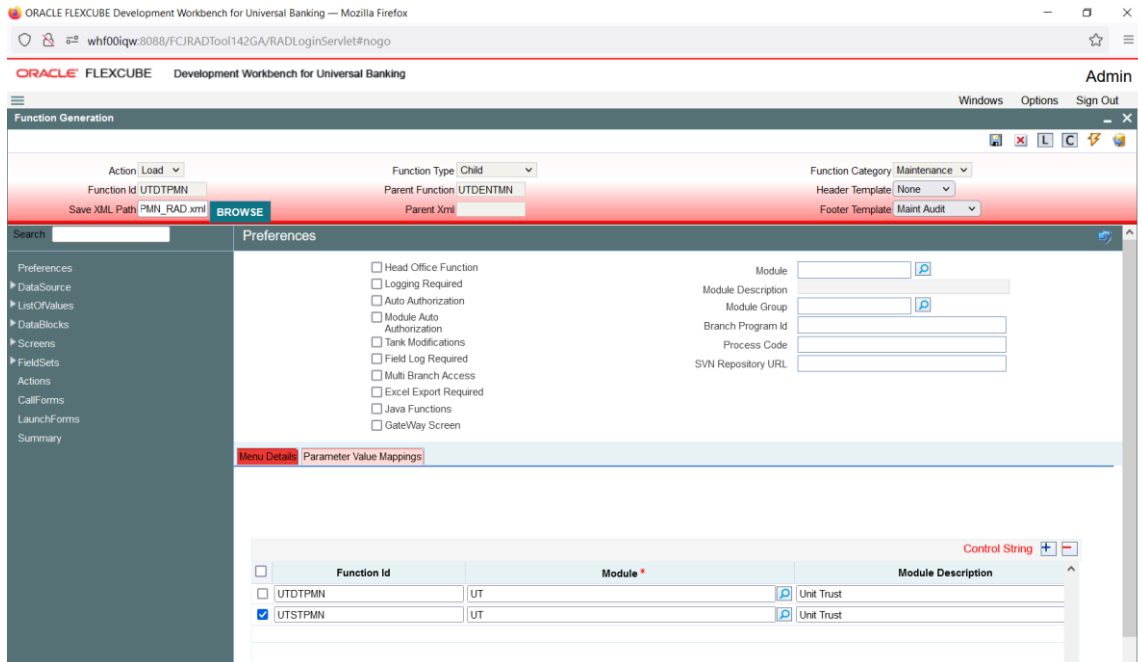 ORACLE FLEXCUBE Development Workbench for Universal Banking — Mozilla Firefox
whf00iqw:8088/FCJRADTool142GA/RADLoginServlet#nogo
ORACLE FLEXCUBE Development Workbench for Universal Banking Admin
Windows Options Sign Out
Function Generation
L C
Action Load Function Type Child Function Category Maintenance
Function Id UTDTPMN Parent Function UTDENTMN Header Template None
Save XML Path PMN_RAD.xml BROWSE Parent Xml Footer Template Maint Audit
Search Preferences
Preferences
DataSource
ListOfValues
DataBlocks
Screens
FieldSets
Actions
CallForms
LaunchForms
Summary
Head Office Function
Logging Required
Auto Authorization
Module Auto
Authorization
Tank Modifications
Field Log Required
Multi Branch Access
Excel Export Required
Java Functions
GateWay Screen
Module
Module Description
Module Group
Branch Program Id
Process Code
SVN Repository URL
Menu Details Parameter Value Mappings
Control String
Function Id Module * Module Description
UTDTPMN UT Unit Trust
UTSTPMN UT Unit Trust